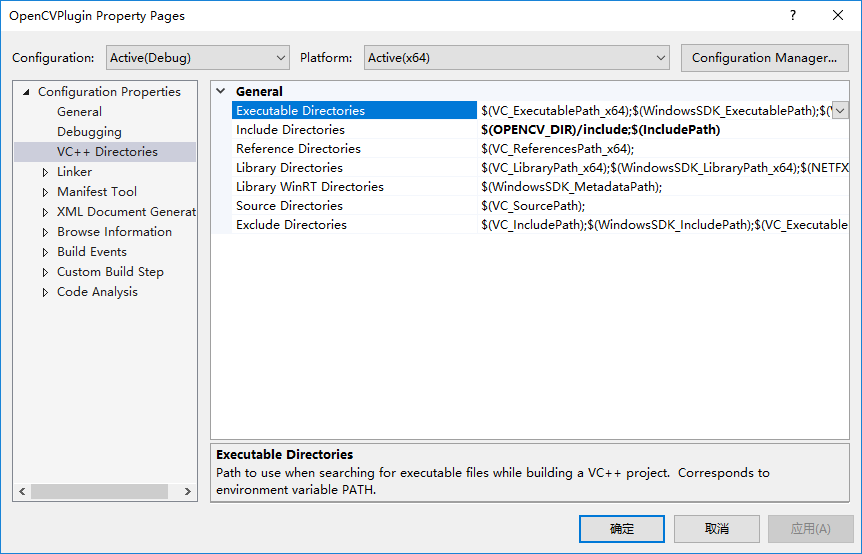 OpenCVPlugin Property Pages
Configuration: Active(Debug) Platform: Active(x64) Configuration Manager...
Configuration Properties
General
Debugging
VC++ Directories
Linker
Manifest Tool
XML Document Generat
Browse Information
Build Events
Custom Build Step
Code Analysis
General
Executable Directories $(VC_ExecutablePath_x64);$(WindowsSDK_ExecutablePath);$(
Include Directories $(OPENCV_DIR)/include;$(IncludePath)
Reference Directories $(VC_ReferencesPath_x64);
Library Directories $(VC_LibraryPath_x64);$(WindowsSDK_LibraryPath_x64);$(NETFX
Library WinRT Directories $(WindowsSDK_MetadataPath);
Source Directories $(VC_SourcePath);
Exclude Directories $(VC_IncludePath);$(WindowsSDK_IncludePath);$(VC_Executable
Executable Directories
Path to use when searching for executable files while building a VC++ project. Corresponds to
environment variable PATH.
确定 取消 应用(A)